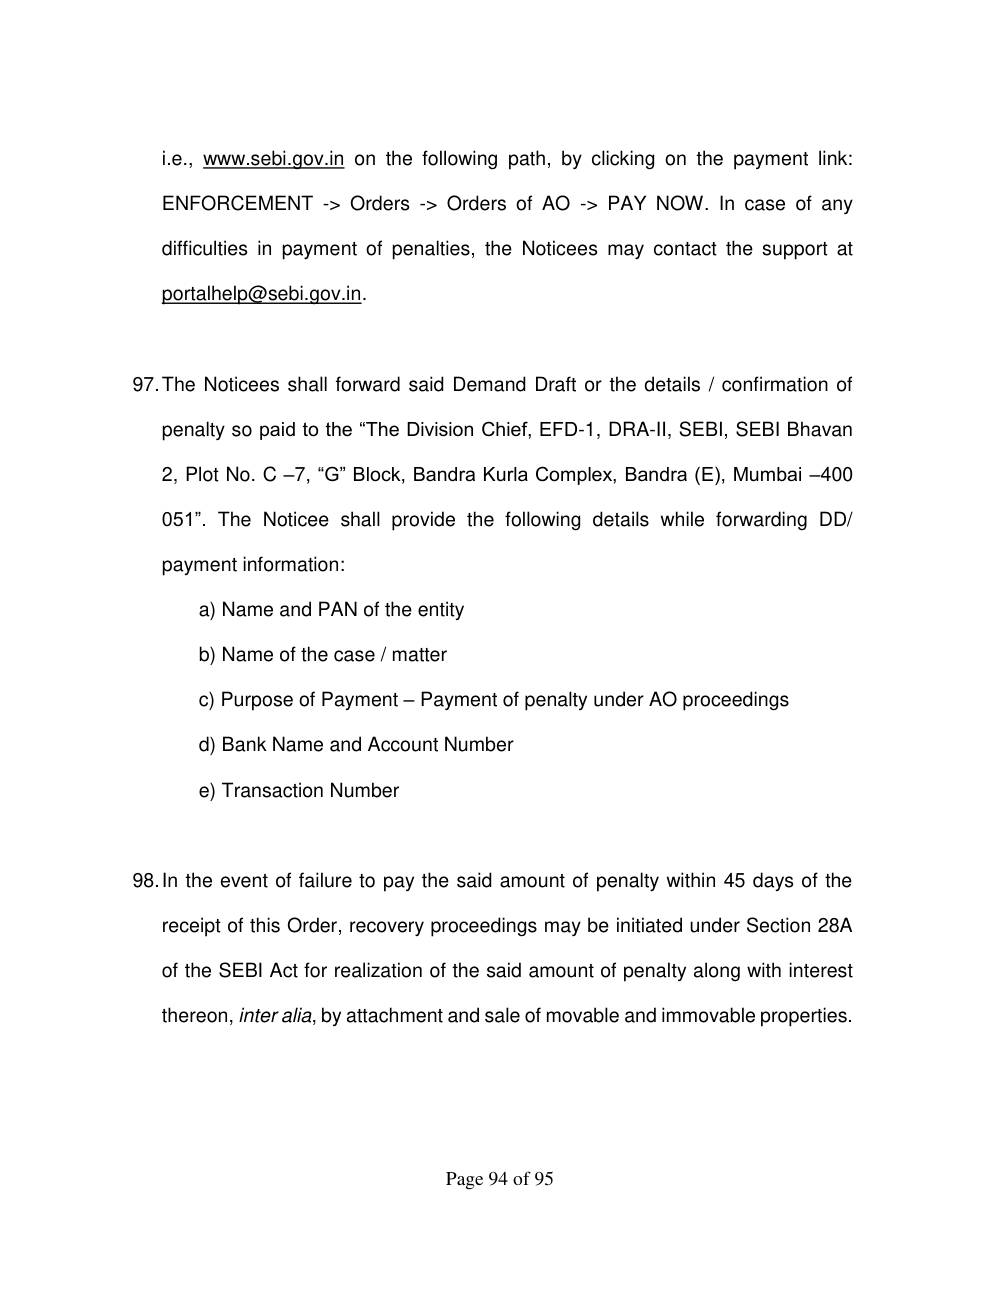 i.e., www.sebi.gov.in on the following path, by clicking on the payment link:
ENFORCEMENT -> Orders -> Orders of AO -> PAY NOW. In case of any
difficulties in payment of penalties, the Noticees may contact the support at
portalhelp@sebi.gov.in.
97. The Noticees shall forward said Demand Draft or the details / confirmation of
penalty so paid to the “The Division Chief, EFD-1, DRA-II, SEBI, SEBI Bhavan
2, Plot No. C –7, “G” Block, Bandra Kurla Complex, Bandra (E), Mumbai –400
051”. The Noticee shall provide the following details while forwarding DD/
payment information:
a) Name and PAN of the entity
b) Name of the case / matter
c) Purpose of Payment – Payment of penalty under AO proceedings
d) Bank Name and Account Number
e) Transaction Number
98. In the event of failure to pay the said amount of penalty within 45 days of the
receipt of this Order, recovery proceedings may be initiated under Section 28A
of the SEBI Act for realization of the said amount of penalty along with interest
thereon, inter alia, by attachment and sale of movable and immovable properties.
Page 94 of 95